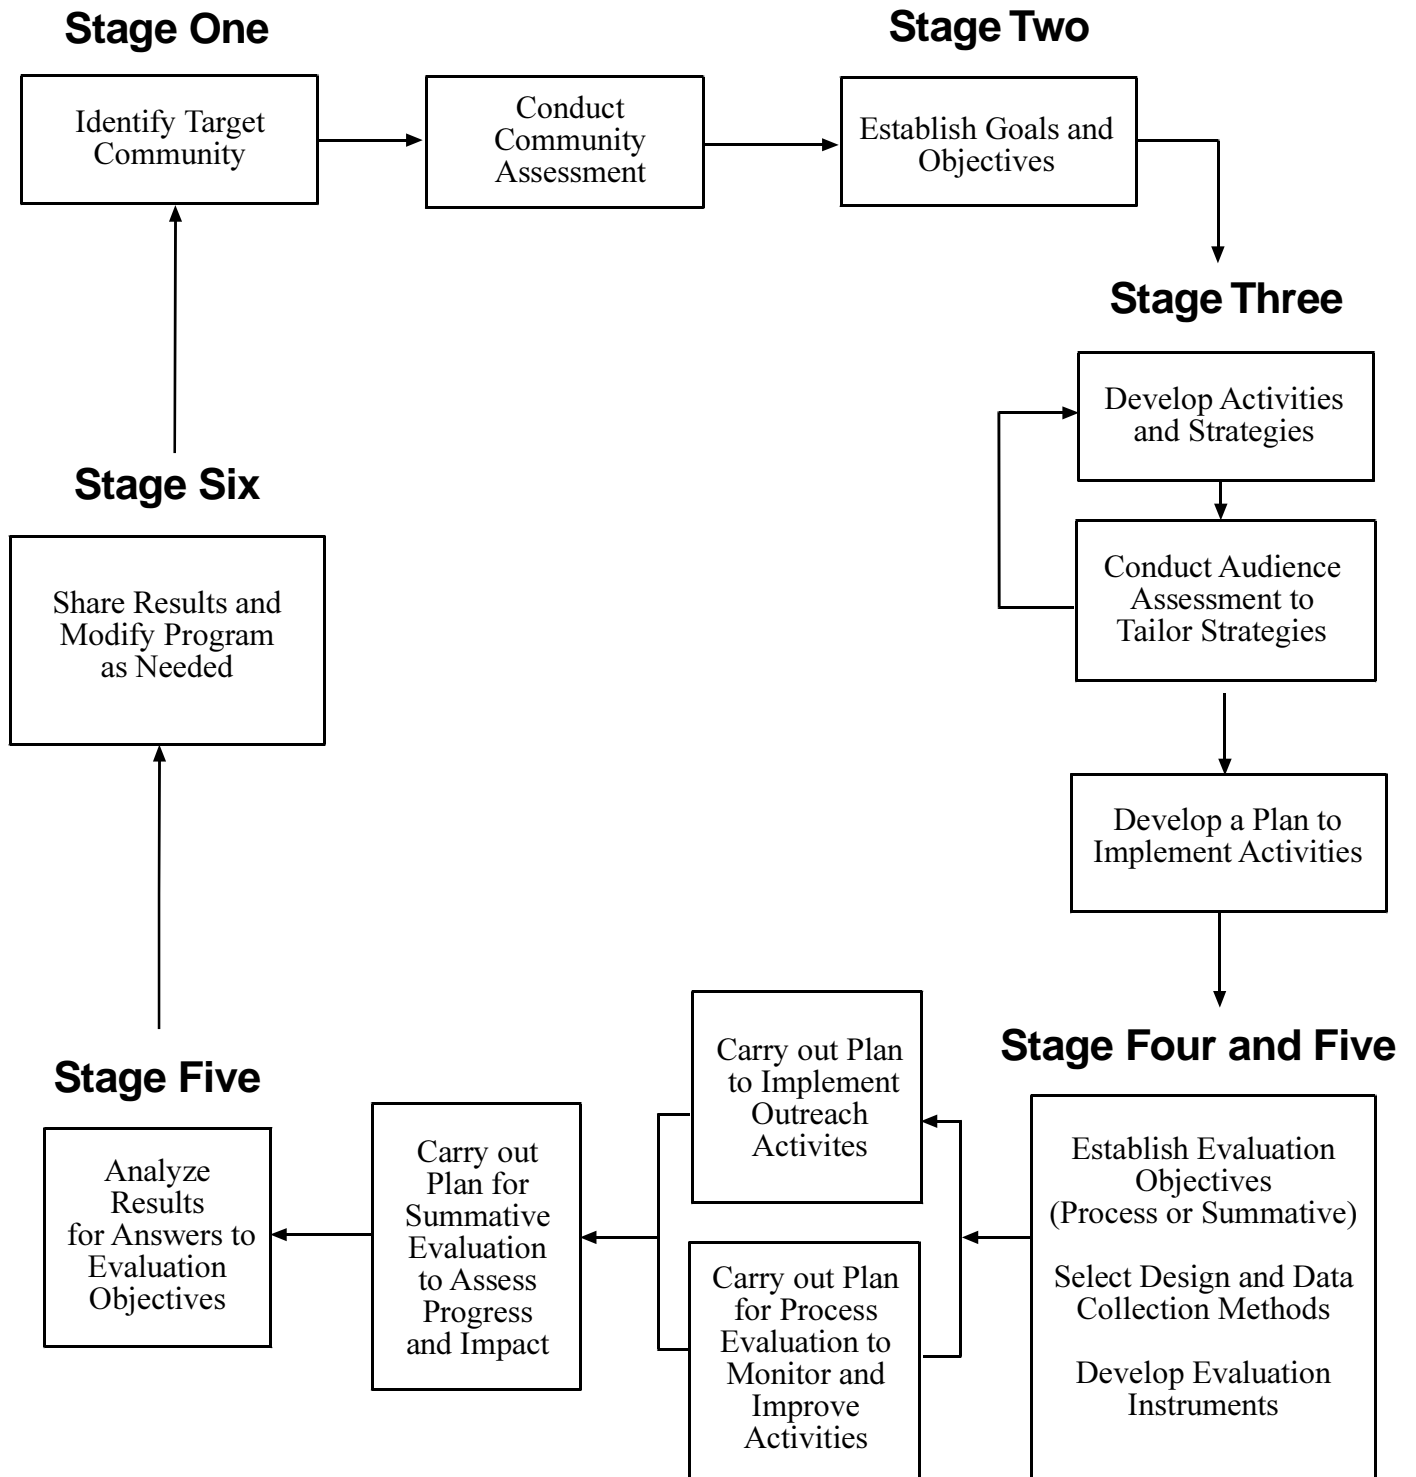 Stage One
Identify Target
Community
Conduct
Community
Assessment
Stage Two
Establish Goals and
Objectives
Stage Three
Develop Activities
and Strategies
Conduct Audience
Assessment to
Tailor Strategies
Develop a Plan to
Implement Activities
Stage Four and Five
Establish Evaluation
Objectives
(Process or Summative)
Select Design and Data
Collection Methods
Develop Evaluation
Instruments
Carry out Plan
to Implement
Outreach
Activites
Carry out Plan
for Process
Evaluation to
Monitor and
Improve
Activities
Carry out
Plan for
Summative
Evaluation
to Assess
Progress
and Impact
Stage Five
Analyze
Results
for Answers to
Evaluation
Objectives
Stage Six
Share Results and
Modify Program
as Needed